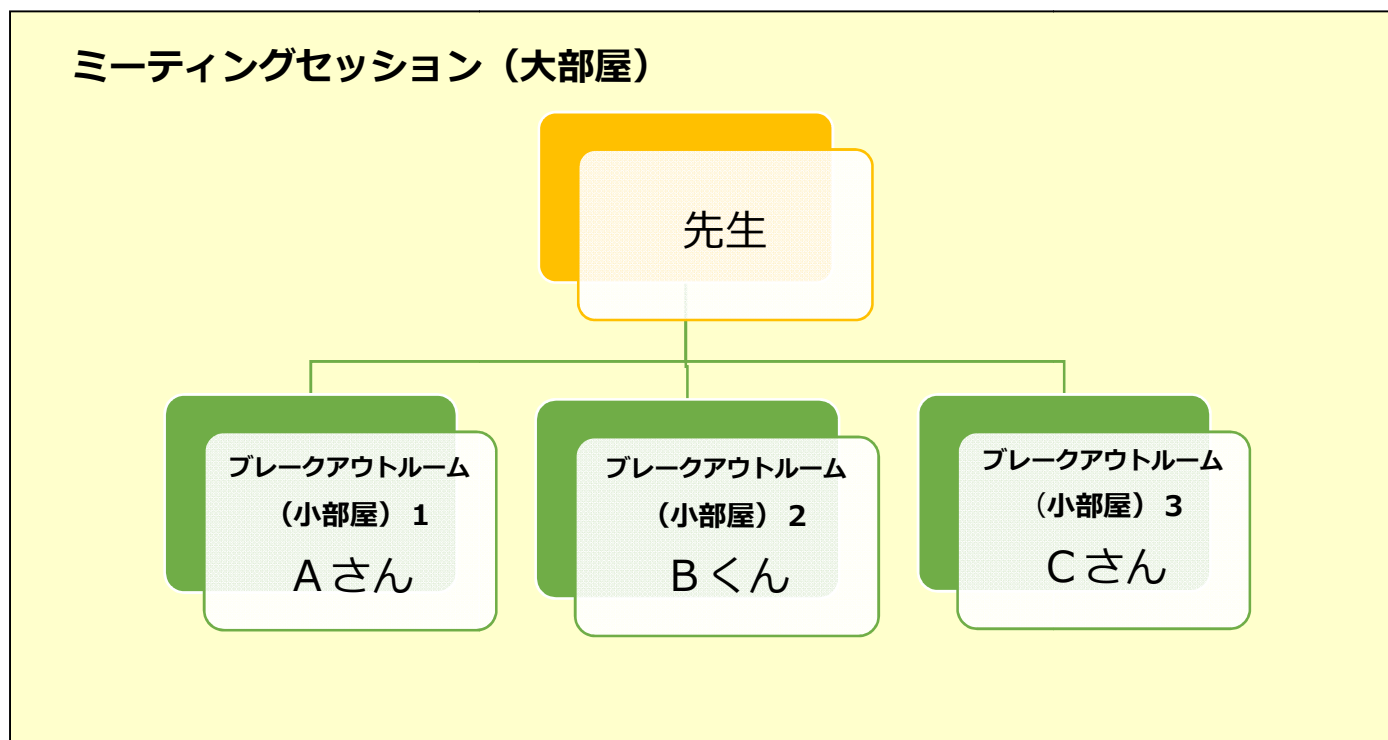 ミーティングセッション（大部屋）
先生
ブレークアウトルーム
（小部屋）１
Ａさん
ブレークアウトルーム
（小部屋）２
Ｂくん
ブレークアウトルーム
（小部屋）３
Ｃさん